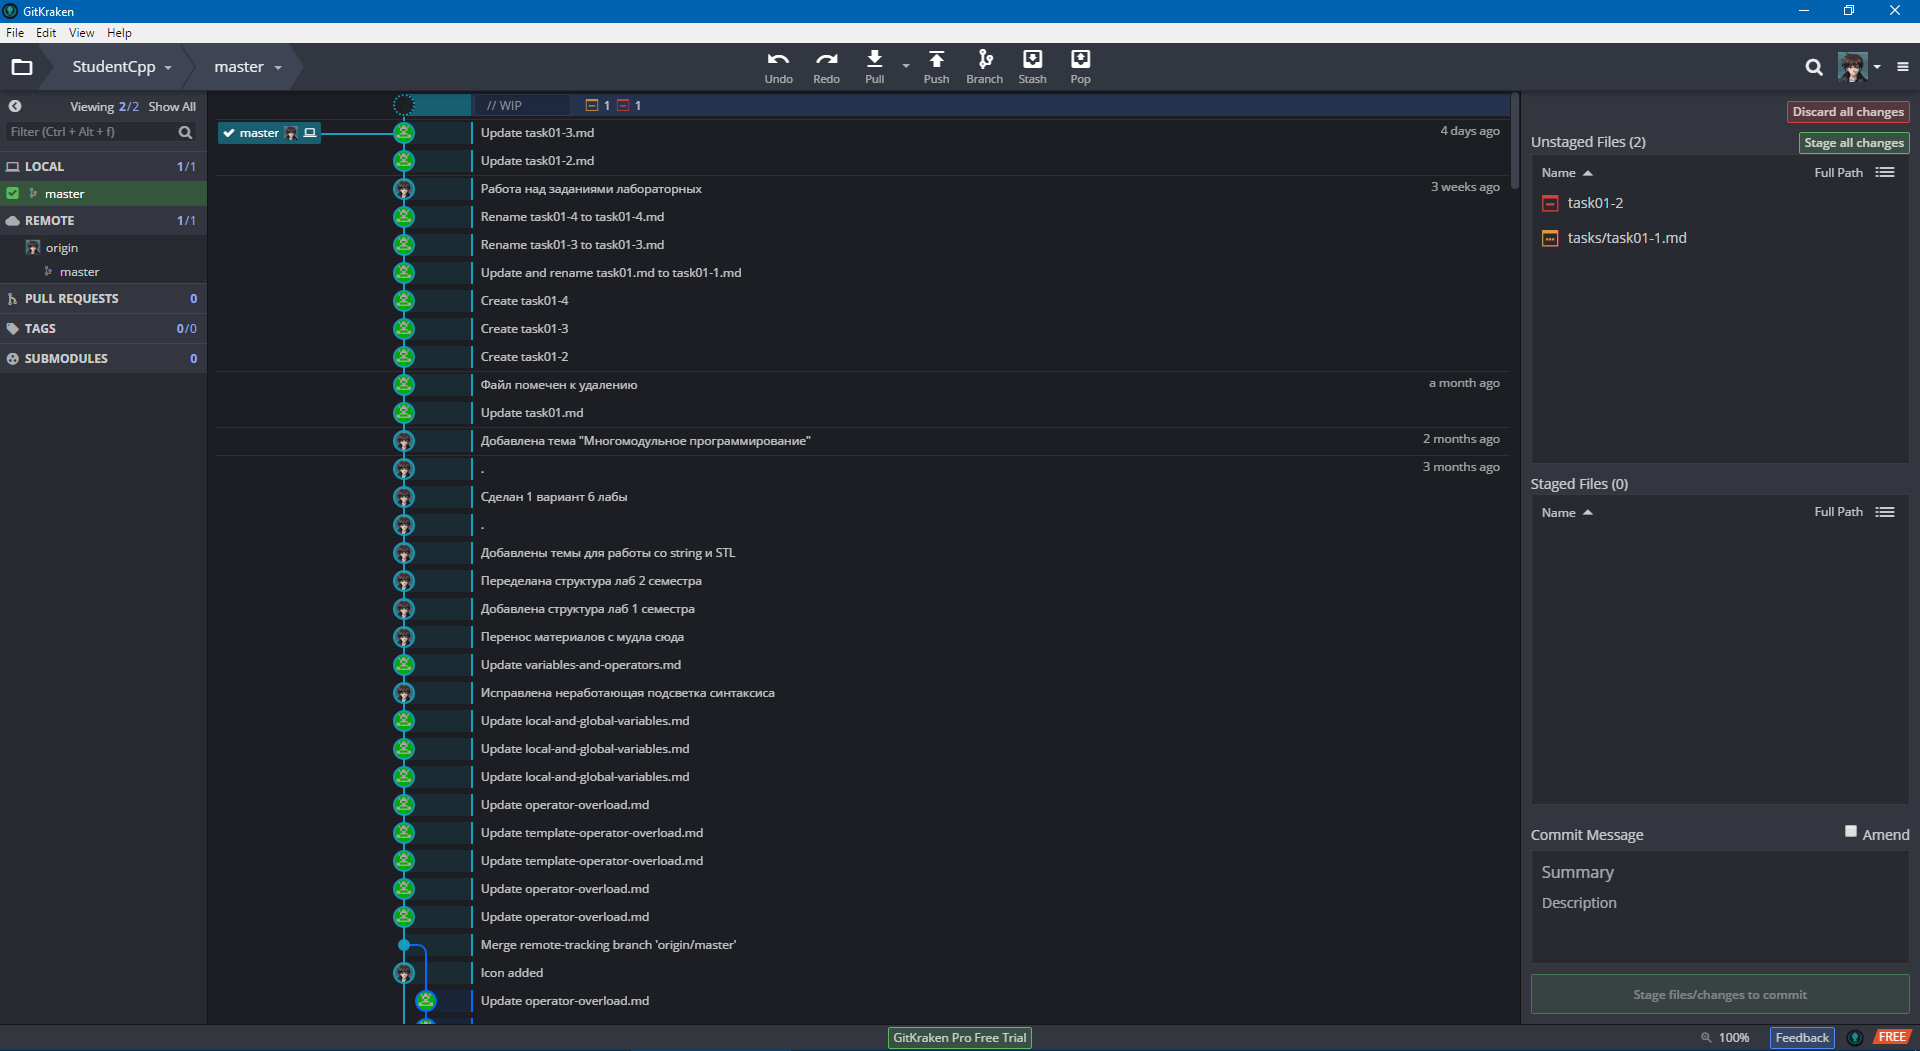 GitKraken
File Edit View Help
StudentCpp master
Undo Redo Pull Push Branch Stash Pop
Viewing 2/2 Show All
Filter (Ctrl + Alt + f)
LOCAL 1/1
master
REMOTE 1/1
origin
master
PULL REQUESTS 0
TAGS 0/0
SUBMODULES 0
// WIP 1 1
master
Update task01-3.md 4 days ago
Update task01-2.md
Работа над заданиями лабораторных 3 weeks ago
Rename task01-4 to task01-4.md
Rename task01-3 to task01-3.md
Update and rename task01.md to task01-1.md
Create task01-4
Create task01-3
Create task01-2
Файл помечен к удалению a month ago
Update task01.md
Добавлена тема "Многомодульное программирование" 2 months ago
. 3 months ago
Сделан 1 вариант 6 лабы
.
Добавлены темы для работы со string и STL
Переделана структура лаб 2 семестра
Добавлена структура лаб 1 семестра
Перенос материалов с мудла сюда
Update variables-and-operators.md
Исправлена неработающая подсветка синтаксиса
Update local-and-global-variables.md
Update local-and-global-variables.md
Update local-and-global-variables.md
Update operator-overload.md
Update template-operator-overload.md
Update template-operator-overload.md
Update operator-overload.md
Update operator-overload.md
Merge remote-tracking branch 'origin/master'
Icon added
Update operator-overload.md
Discard all changes
Unstaged Files (2) Stage all changes
Name Full Path
task01-2
tasks/task01-1.md
Staged Files (0)
Name Full Path
Commit Message Amend
Summary
Description
Stage files/changes to commit
GitKraken Pro Free Trial 100% Feedback FREE